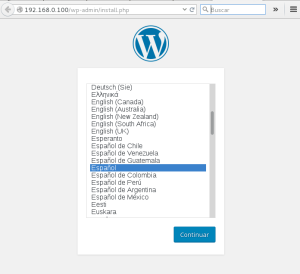 192.168.0.100/wp-admin/install.php
Buscar
Deutsch (Sie)
Ελληνικά
English (Canada)
English (Australia)
English (New Zealand)
English (South Africa)
English (UK)
Esperanto
Español de Chile
Español de Venezuela
Español de Guatemala
Español
Español de Colombia
Español de Perú
Español de Argentina
Español de México
Eesti
Euskara
Continuar